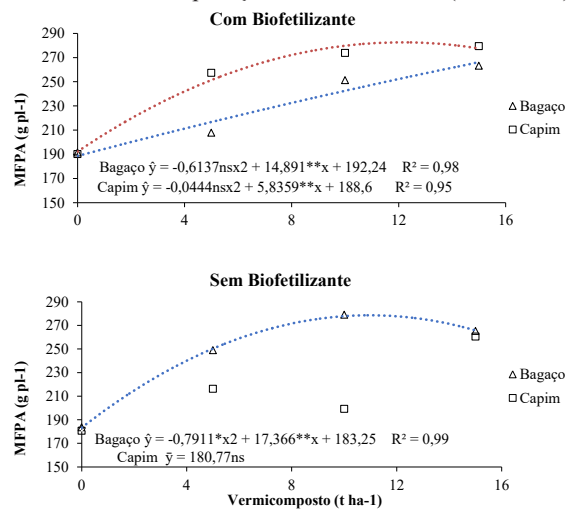 Com Biofetilizante
290
270
250
230
210
190
170
150
MFPA (g pl-1)
Bagaço ŷ = -0,6137nsx2 + 14,891**x + 192,24 R² = 0,98
Capim ŷ = -0,0444nsx2 + 5,8359**x + 188,6 R² = 0,95
0 4 8 12 16
Bagaço
Capim
Sem Biofetilizante
290
270
250
230
210
190
170
150
MFPA (g pl-1)
Bagaço ŷ = -0,7911*x2 + 17,366**x + 183,25 R² = 0,99
Capim ȳ = 180,77ns
0 4 8 12 16
Vermicomposto (t ha-1)
Bagaço
Capim